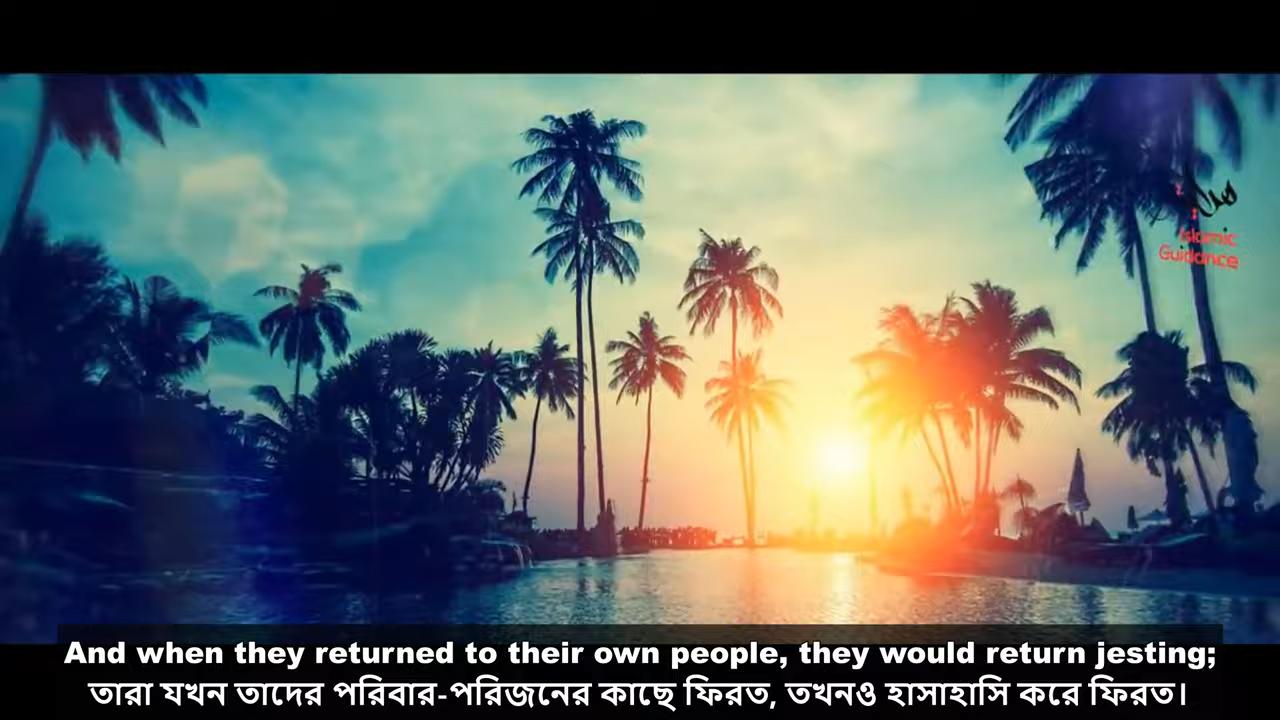 Islamic
Guidance
And when they returned to their own people, they would return jesting;
তারা যখন তাদের পরিবার-পরিজনের কাছে ফিরত, তখনও হাসাহাসি করে ফিরত।